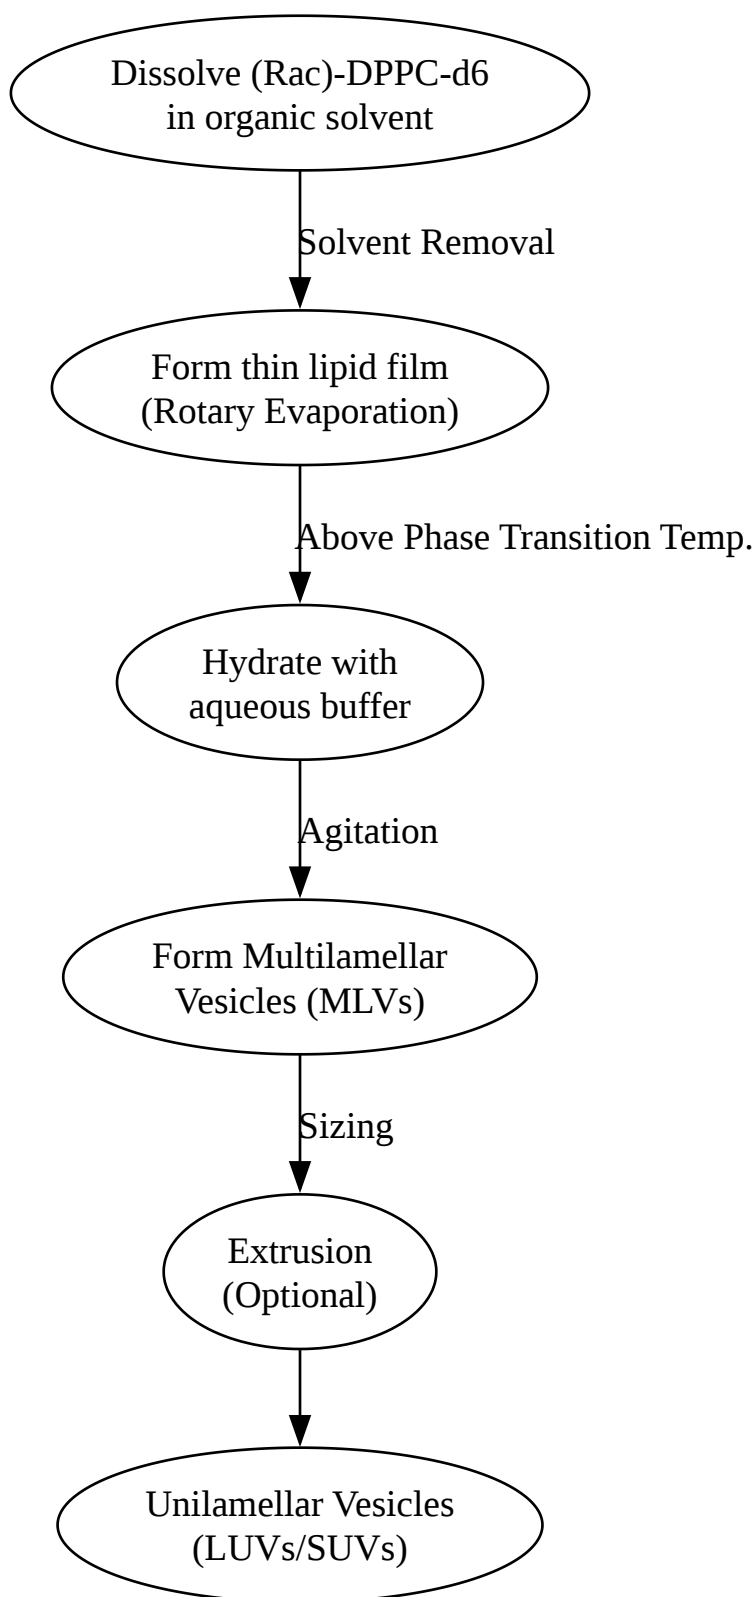 Dissolve (Rac)-DPPC-d6
in organic solvent
Solvent Removal
Form thin lipid film
(Rotary Evaporation)
Above Phase Transition Temp.
Hydrate with
aqueous buffer
Agitation
Form Multilamellar
Vesicles (MLVs)
Sizing
Extrusion
(Optional)
Unilamellar Vesicles
(LUVs/SUVs)